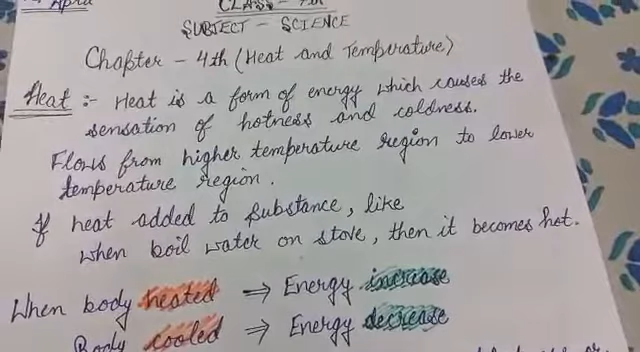 April
CLASS - 7th
SUBJECT - SCIENCE
Chapter - 4th (Heat and Temperature)
Heat :- Heat is a form of energy which causes the
sensation of hotness and coldness.
Flows from higher temperature region to lower
temperature region.
If heat added to substance, like
when boil water on stove, then it becomes hot.
When body heated ⇒ Energy increase
Body cooled ⇒ Energy decrease